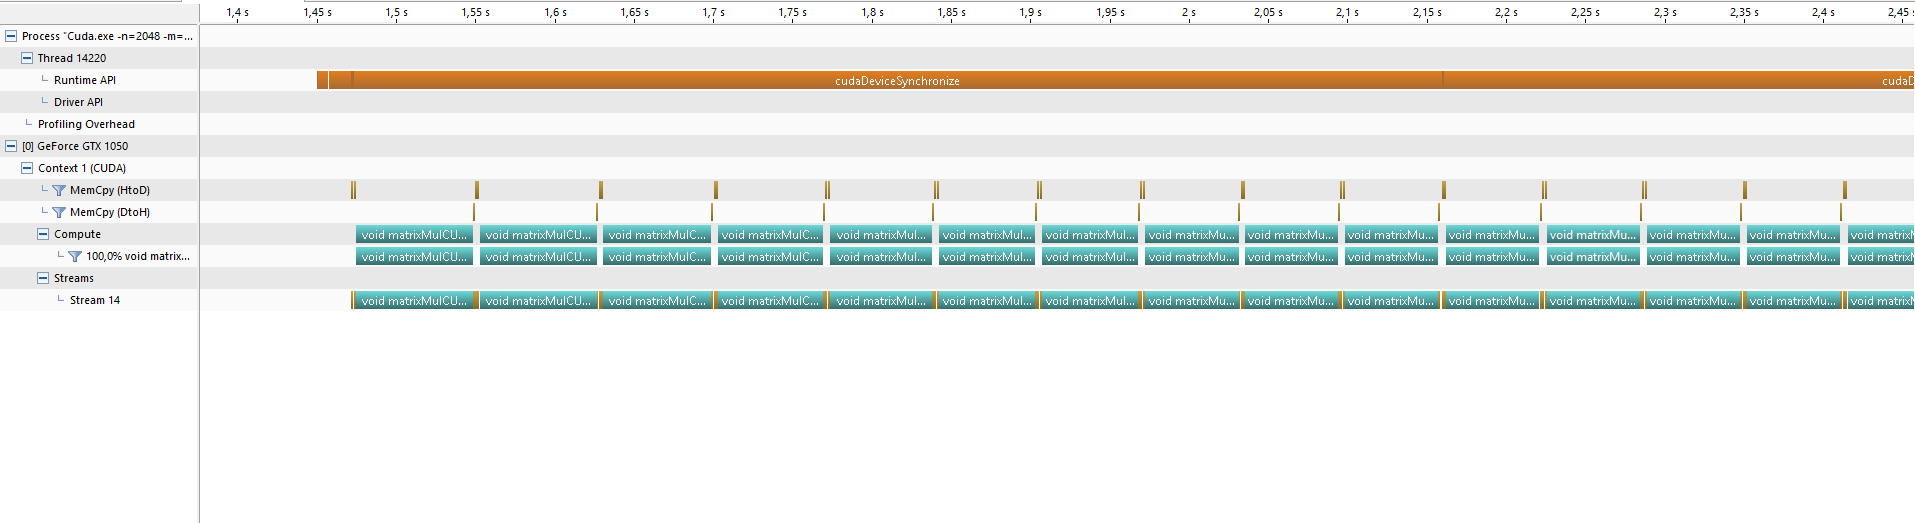 1,4 s 1,45 s 1,5 s 1,55 s 1,6 s 1,65 s 1,7 s 1,75 s 1,8 s 1,85 s 1,9 s 1,95 s 2 s 2,05 s 2,1 s 2,15 s 2,2 s 2,25 s 2,3 s 2,35 s 2,4 s 2,45 s
Process "Cuda.exe -n=2048 -m=...
Thread 14220
Runtime API cudaDeviceSynchronize cudaD
Driver API
Profiling Overhead
[0] GeForce GTX 1050
Context 1 (CUDA)
MemCpy (HtoD)
MemCpy (DtoH)
Compute void matrixMulCU... void matrixMulCU... void matrixMulC... void matrixMulC... void matrixMul... void matrixMul... void matrixMul... void matrixMu... void matrixMu... void matrixMu... void matrixMu... void matrixMu... void matrixMu... void matrixMu... void matrixM
100,0% void matrix... void matrixMulCU... void matrixMulCU... void matrixMulC... void matrixMulC... void matrixMul... void matrixMul... void matrixMul... void matrixMu... void matrixMu... void matrixMu... void matrixMu... void matrixMu... void matrixMu... void matrixMu... void matrixM
Streams
Stream 14 void matrixMulCU... void matrixMulCU... void matrixMulC... void matrixMulC... void matrixMul... void matrixMul... void matrixMul... void matrixMu... void matrixMu... void matrixMu... void matrixMu... void matrixMu... void matrixMu... void matrixMu... void matrixM